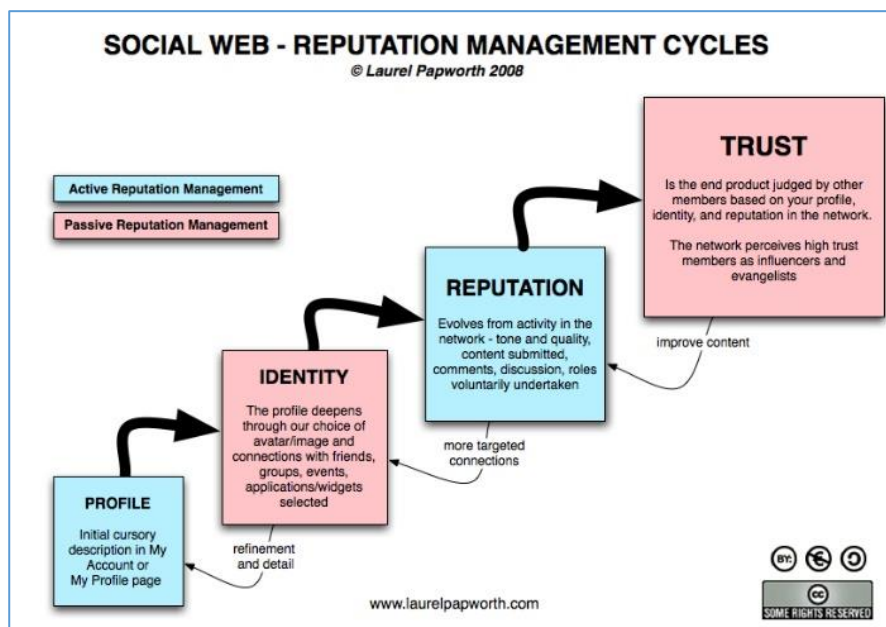 SOCIAL WEB - REPUTATION MANAGEMENT CYCLES
© Laurel Papworth 2008
Active Reputation Management
Passive Reputation Management
TRUST
Is the end product judged by other
members based on your profile,
identity, and reputation in the network.
The network perceives high trust
members as influencers and
evangelists
improve content
REPUTATION
Evolves from activity in the
network - tone and quality,
content submitted,
comments, discussion, roles
voluntarily undertaken
more targeted
connections
IDENTITY
The profile deepens
through our choice of
avatar/image and
connections with friends,
groups, events,
applications/widgets
selected
refinement
and detail
PROFILE
Initial cursory
description in My
Account or
My Profile page
www.laurelpapworth.com
BY:
cc
SOME RIGHTS RESERVED